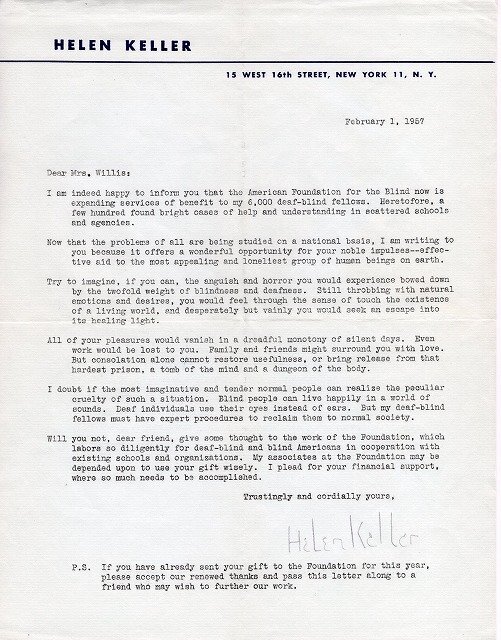 HELEN KELLER
15 WEST 16th STREET, NEW YORK 11, N. Y.
February 1, 1957
Dear Mrs. Willis:
I am indeed happy to inform you that the American Foundation for the Blind now is
expanding services of benefit to my 6,000 deaf-blind fellows. Heretofore, a
few hundred found bright cases of help and understanding in scattered schools
and agencies.
Now that the problems of all are being studied on a national basis, I am writing to
you because it offers a wonderful opportunity for your noble impulses--effec-
tive aid to the most appealing and loneliest group of human beings on earth.
Try to imagine, if you can, the anguish and horror you would experience bowed down
by the twofold weight of blindness and deafness. Still throbbing with natural
emotions and desires, you would feel through the sense of touch the existence
of a living world, and desperately but vainly you would seek an escape into
its healing light.
All of your pleasures would vanish in a dreadful monotony of silent days. Even
work would be lost to you. Family and friends might surround you with love.
But consolation alone cannot restore usefulness, or bring release from that
hardest prison, a tomb of the mind and a dungeon of the body.
I doubt if the most imaginative and tender normal people can realize the peculiar
cruelty of such a situation. Blind people can live happily in a world of
sounds. Deaf individuals use their eyes instead of ears. But my deaf-blind
fellows must have expert procedures to reclaim them to normal society.
Will you not, dear friend, give some thought to the work of the Foundation, which
labors so diligently for deaf-blind and blind Americans in cooperation with
existing schools and organizations. My associates at the Foundation may be
depended upon to use your gift wisely. I plead for your financial support,
where so much needs to be accomplished.
Trustingly and cordially yours,
Helen Keller
P.S. If you have already sent your gift to the Foundation for this year,
please accept our renewed thanks and pass this letter along to a
friend who may wish to further our work.